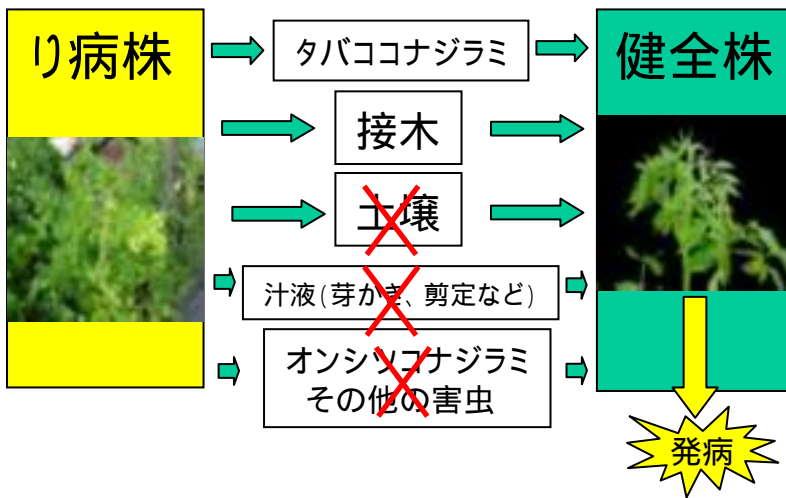 り病株
タバココナジラミ
健全株
接木
土壌
汁液(芽かき、剪定など)
オンシツコナジラミ
その他の害虫
発病